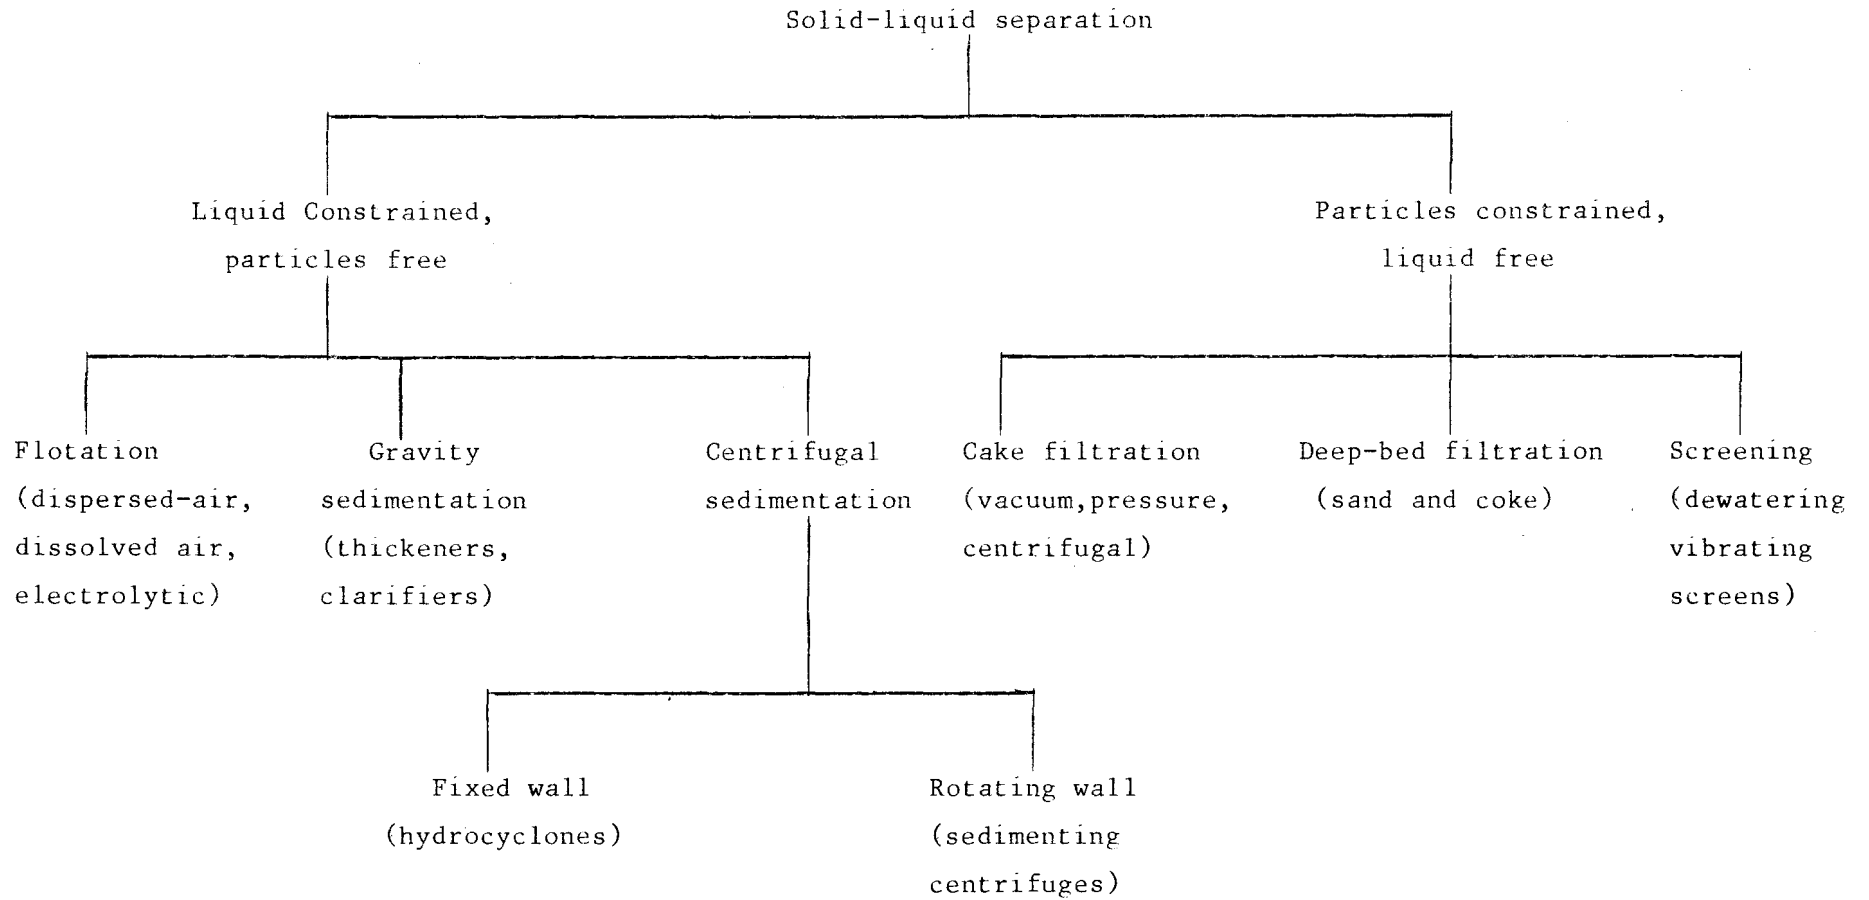 Solid-liquid separation
Liquid Constrained,
particles free
Particles constrained,
liquid free
Flotation
(dispersed-air,
dissolved air,
electrolytic)
Gravity
sedimentation
(thickeners,
clarifiers)
Centrifugal
sedimentation
Cake filtration
(vacuum,pressure,
centrifugal)
Deep-bed filtration
(sand and coke)
Screening
(dewatering
vibrating
screens)
Fixed wall
(hydrocyclones)
Rotating wall
(sedimenting
centrifuges)